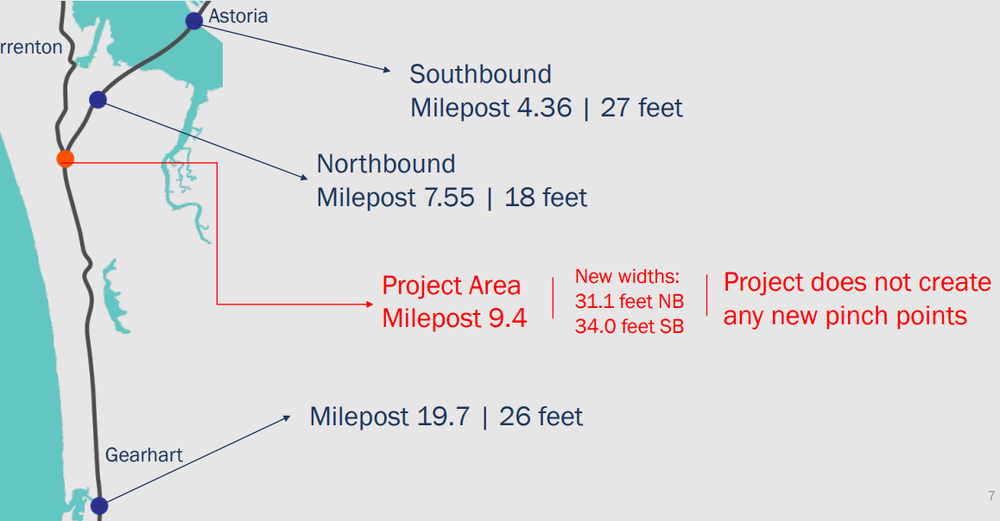 Astoria
rrenton
Southbound
Milepost 4.36 | 27 feet
Northbound
Milepost 7.55 | 18 feet
Project Area
Milepost 9.4
New widths:
31.1 feet NB
34.0 feet SB
Project does not create
any new pinch points
Milepost 19.7 | 26 feet
Gearhart
7